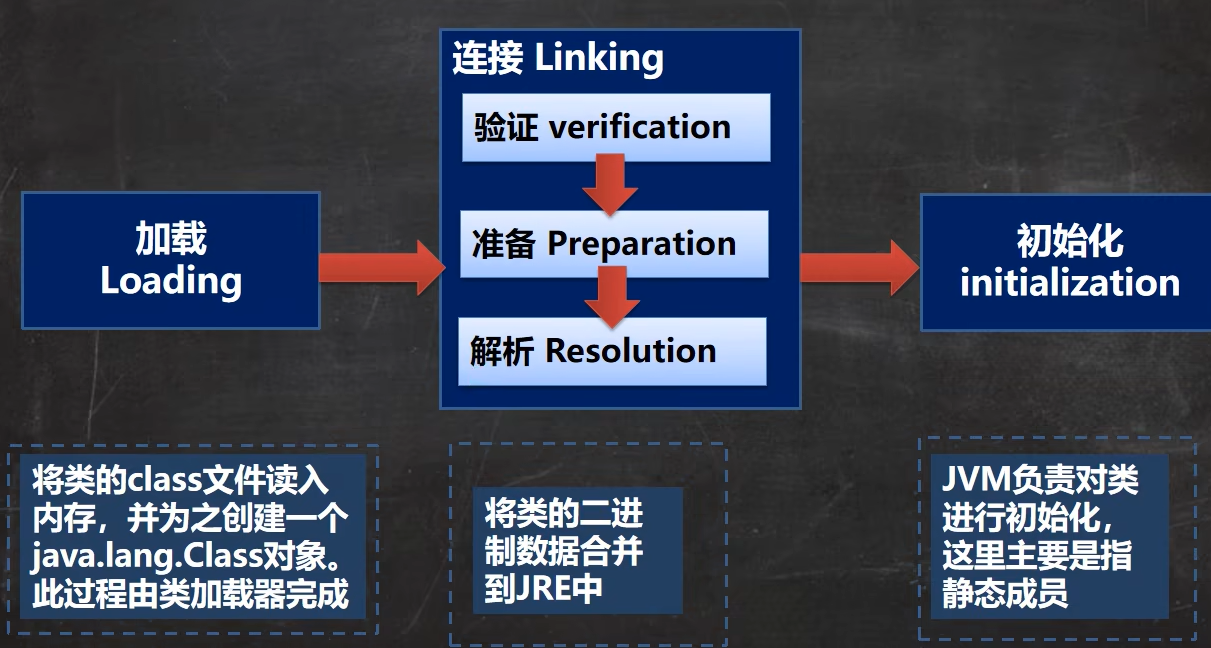 连接 Linking
验证 verification
准备 Preparation
解析 Resolution
加载
Loading
初始化
initialization
将类的class文件读入
内存，并为之创建一个
java.lang.Class对象。
此过程由类加载器完成
将类的二进
制数据合并
到JRE中
JVM负责对类
进行初始化，
这里主要是指
静态成员